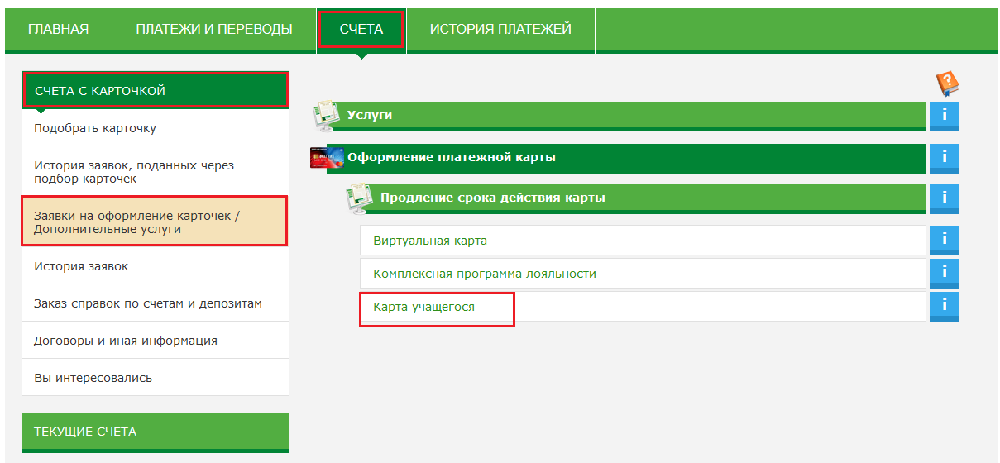 ГЛАВНАЯ
ПЛАТЕЖИ И ПЕРЕВОДЫ
СЧЕТА
ИСТОРИЯ ПЛАТЕЖЕЙ
СЧЕТА С КАРТОЧКОЙ
Подобрать карточку
История заявок, поданных через
подбор карточек
Заявки на оформление карточек /
Дополнительные услуги
История заявок
Заказ справок по счетам и депозитам
Договоры и иная информация
Вы интересовались
ТЕКУЩИЕ СЧЕТА
?
Услуги
i
Оформление платежной карты
i
Продление срока действия карты
i
Виртуальная карта
i
Комплексная программа лояльности
i
Карта учащегося
i